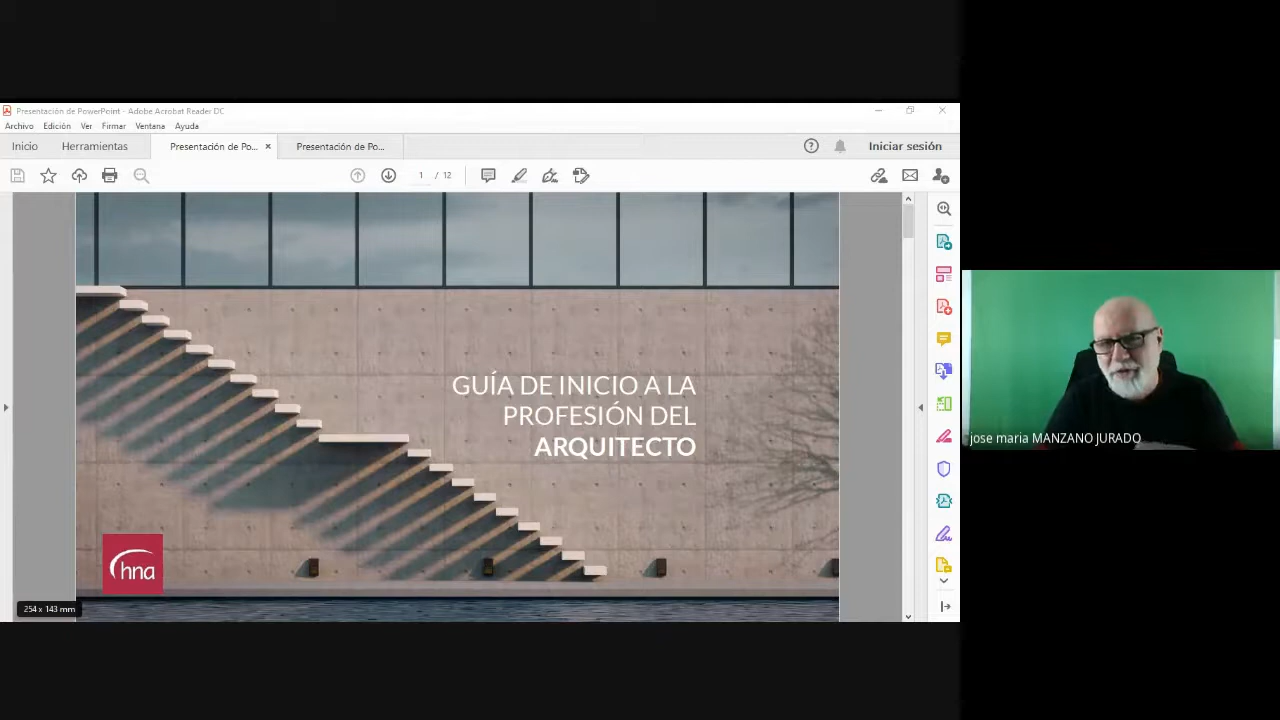 Presentación de PowerPoint - Adobe Acrobat Reader DC
Archivo Edición Ver Firmar Ventana Ayuda
Inicio Herramientas Presentación de Po... × Presentación de Po... Iniciar sesión
1 / 12
GUÍA DE INICIO A LA
PROFESIÓN DEL
ARQUITECTO
hna
254 x 143 mm
jose maria MANZANO JURADO